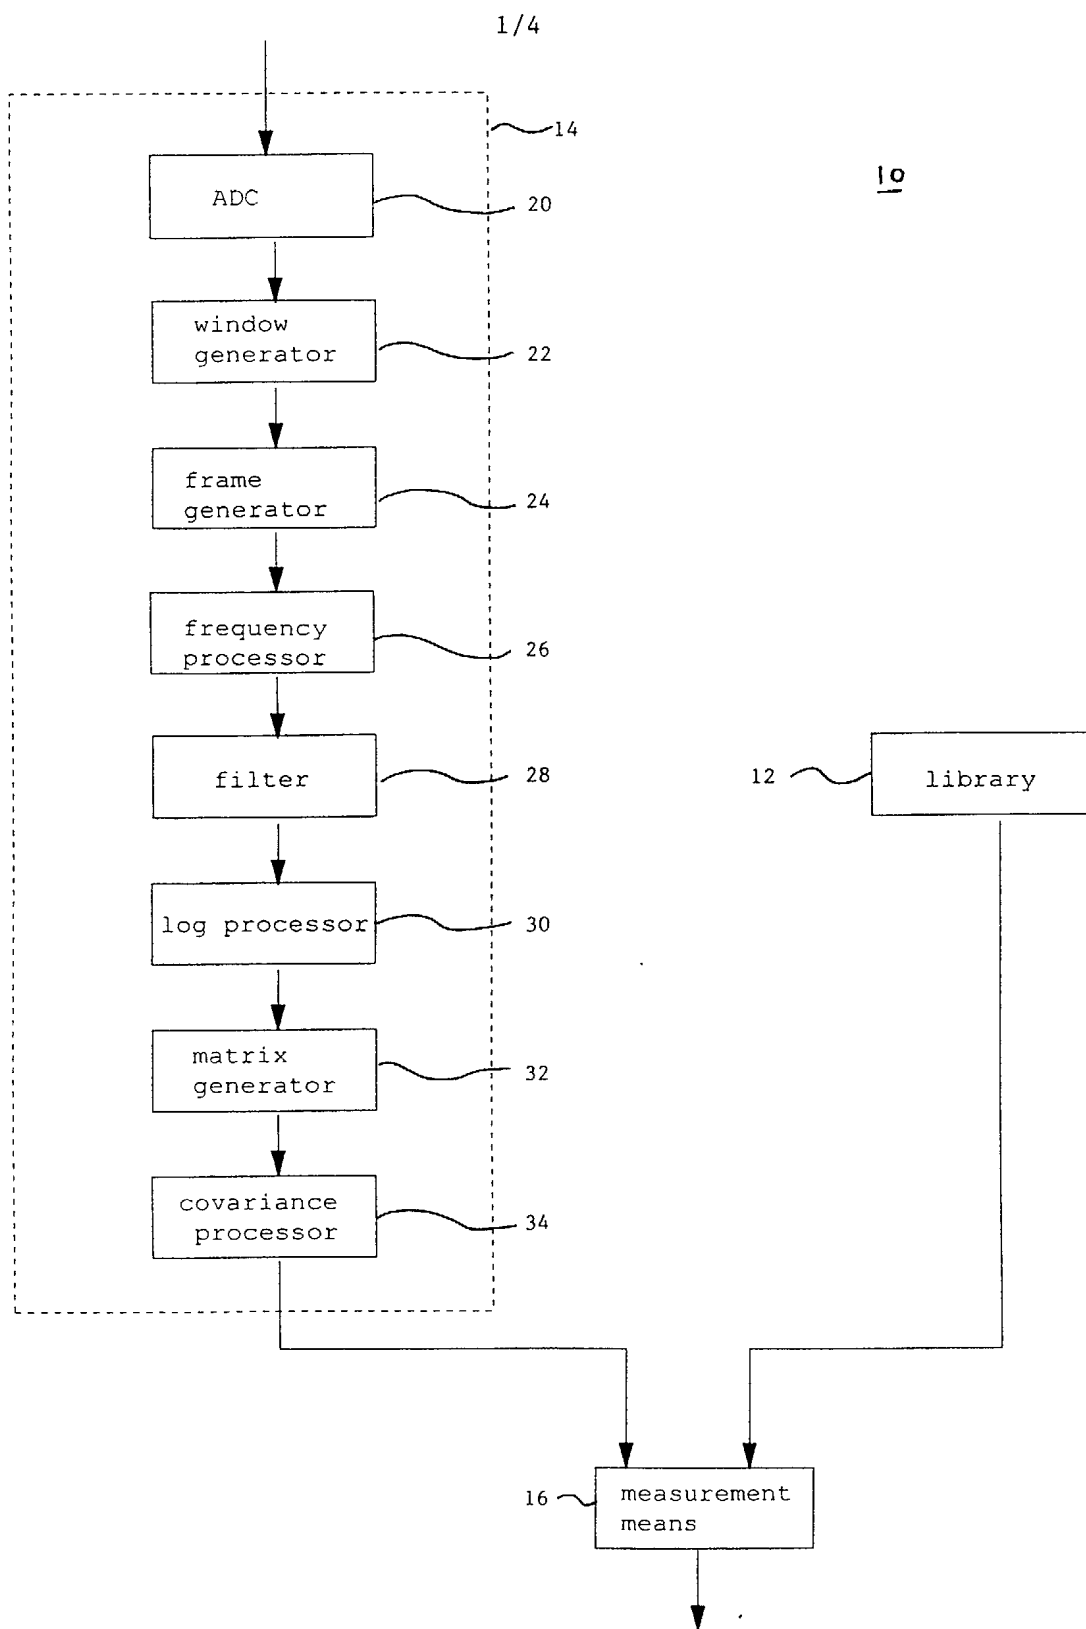 1/4
14
10
ADC
20
window
generator
22
frame
generator
24
frequency
processor
26
filter
28
12
library
log processor
30
matrix
generator
32
covariance
processor
34
16
measurement
means